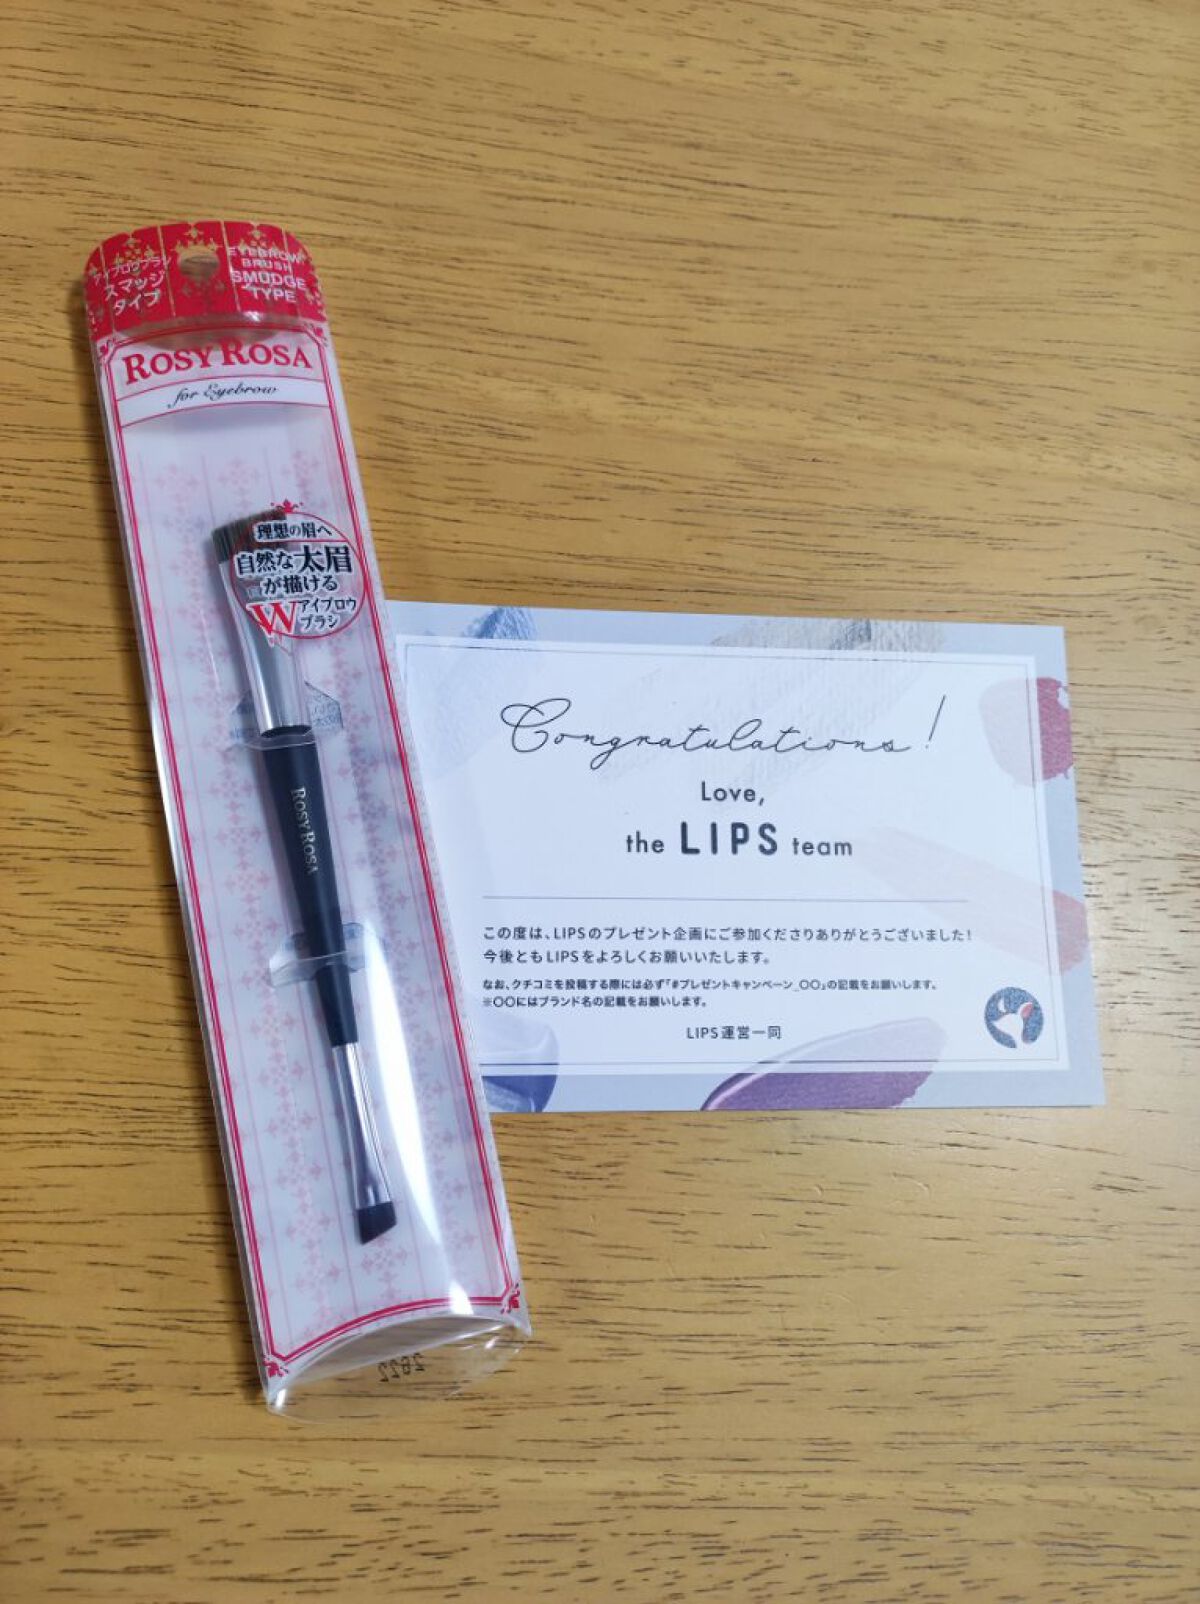 アイブロウブラシ
スマッジ
タイプ
EYEBROW
BRUSH
SMUDGE
TYPE
ROSY ROSA
for Eyebrow
理想の眉へ
自然な太眉
が描ける
Wアイブロウ
ブラシ
ROSY ROSA
2622
Congratulations!
Love,
the LIPS team
この度は、LIPSのプレゼント企画にご参加くださりありがとうございました!
今後ともLIPSをよろしくお願いいたします。
なお、クチコミを投稿する際には必ず「#プレゼントキャンペーン_〇〇」の記載をお願いします。
※〇〇にはブランド名の記載をお願いします。
LIPS運営一同